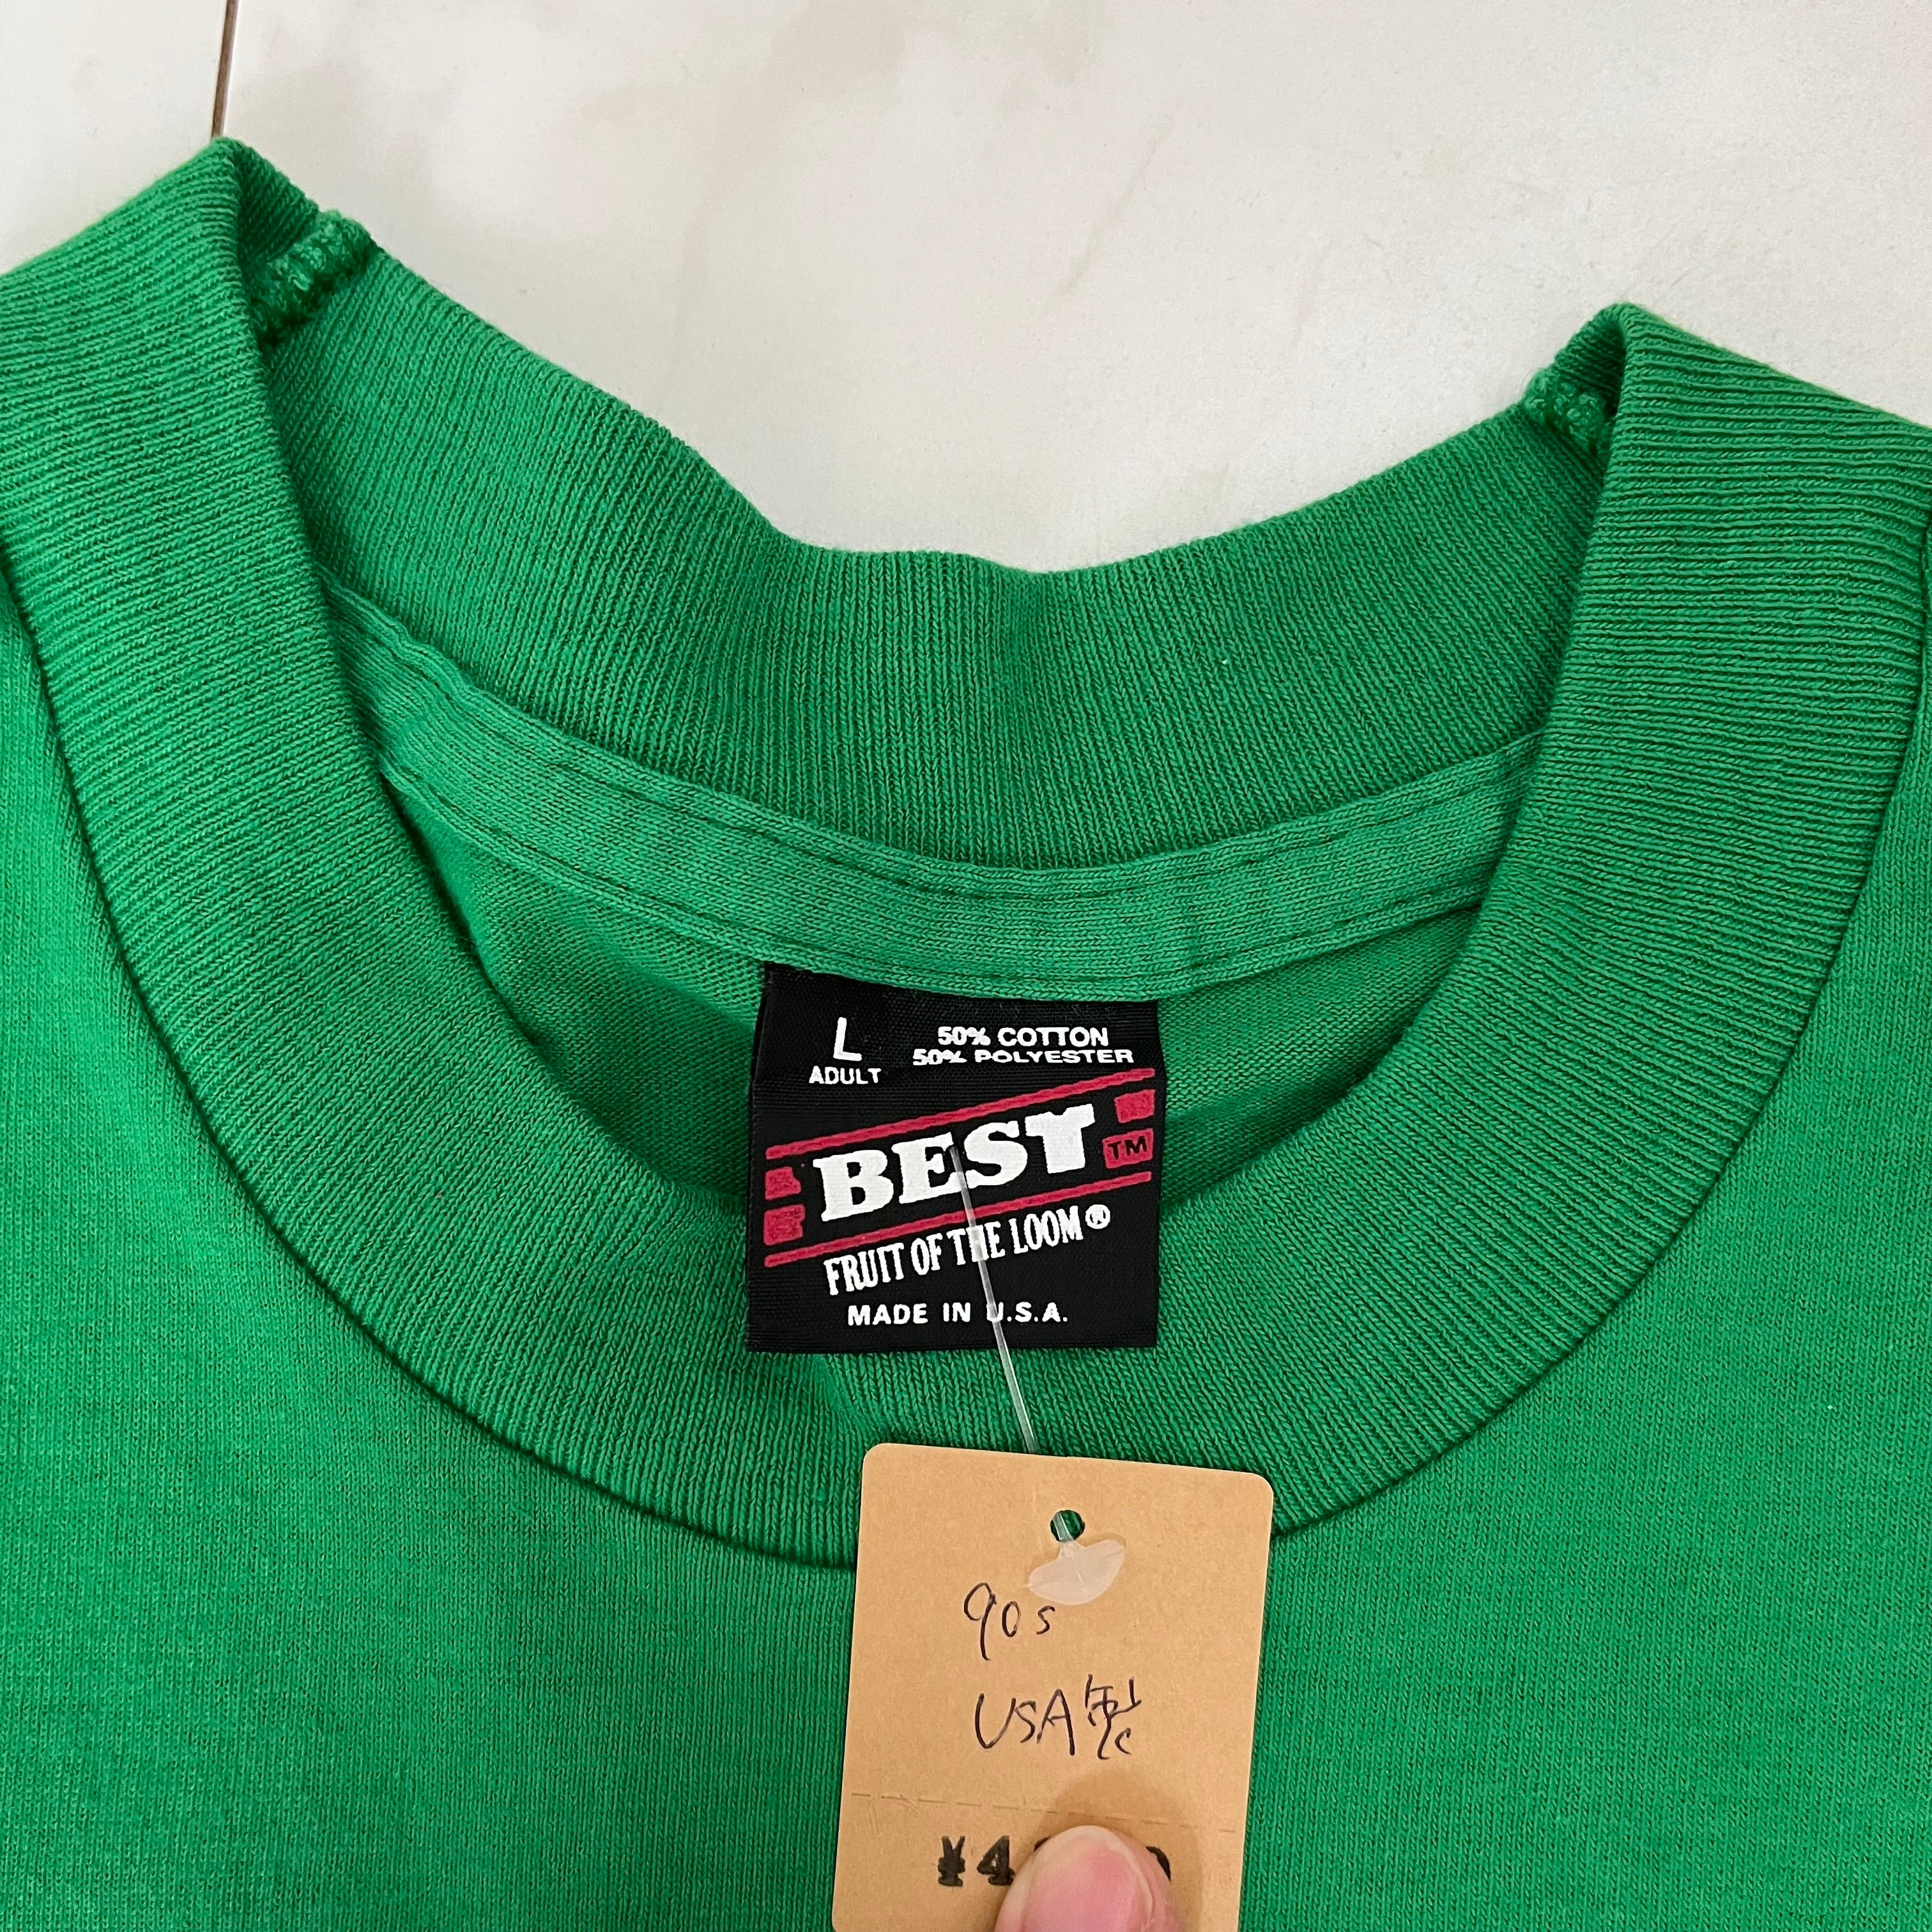 L
ADULT
50% COTTON
50% POLYESTER
BEST
TM
FRUIT OF THE LOOM®
MADE IN U.S.A.
90s
USA製